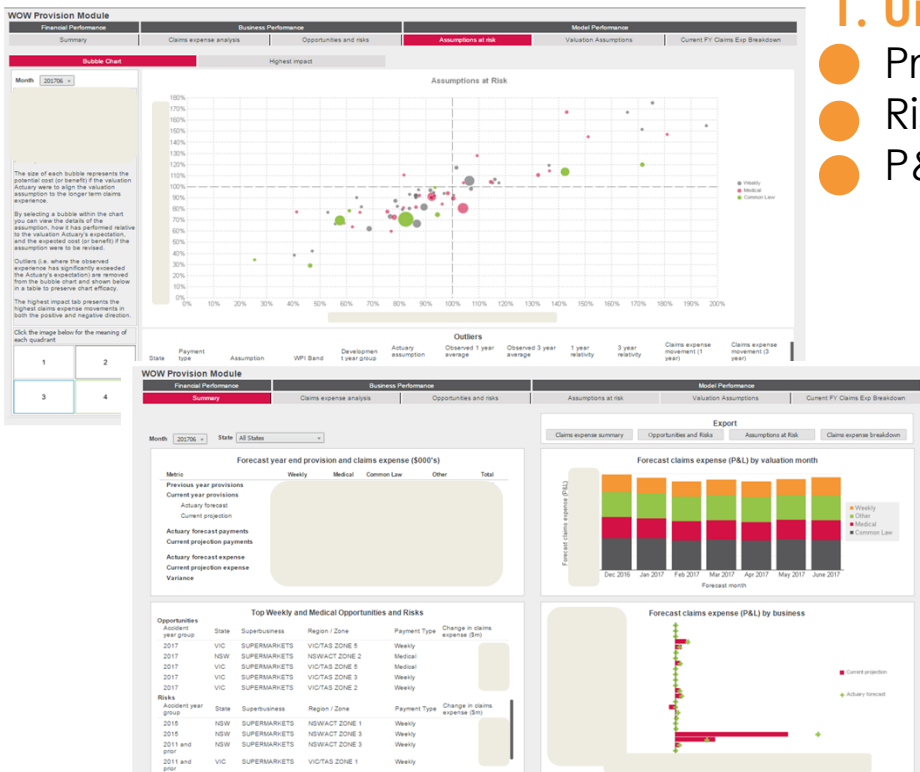 WOW Provision Module
Financial Performance
Business Performance
Model Performance
Summary
Claims expense analysis
Opportunities and risks
Assumptions at risk
Valuation Assumptions
Current FY Claims Exp Breakdown
Bubble Chart
Highest impact
Month 201706
The size of each bubble represents the
potential cost (or benefit) if the valuation
Actuary were to align the valuation
assumption to the longer term claims
experience.
By selecting a bubble within the chart
you can view the details of the
assumption, how it has performed relative
to the valuation Actuary's expectation,
and the expected cost (or benefit) if the
assumption were to be revised.
Outliers (i.e. where the observed
experience has significantly exceeded
the Actuary's expectation) are removed
from the bubble chart and shown below
in a table to preserve chart efficacy.
The highest impact tab presents the
highest claims expense movements in
both the positive and negative direction.
Click the image below for the meaning of
each quadrant
1 2
3 4
Assumptions at Risk
180%
170%
160%
150%
140%
130%
120%
110%
100%
90%
80%
70%
60%
50%
40%
30%
20%
10%
0%
0% 10% 20% 30% 40% 50% 60% 70% 80% 90% 100% 110% 120% 130% 140% 150% 160% 170% 180% 190% 200%
Weekly
Medical
Common Law
Outliers
State
Payment type
Assumption
WPI Band
Developmen t year group
Actuary assumption
Observed 1 year average
Observed 3 year average
1 year relativity
3 year relativity
Claims expense movement (1 year)
Claims expense movement (3 year)
1.
Pr
Ri
P&
WOW Provision Module
Financial Performance
Business Performance
Model Performance
Summary
Claims expense analysis
Opportunities and risks
Assumptions at risk
Valuation Assumptions
Current FY Claims Exp Breakdown
Month 201706 State All States
Export
Claims expense summary
Opportunities and Risks
Assumptions at Risk
Claims expense breakdown
Forecast year end provision and claims expense ($000's)
Metric Weekly Medical Common Law Other Total
Previous year provisions
Current year provisions
Actuary forecast
Current projection
Actuary forecast payments
Current projection payments
Actuary forecast expense
Current projection expense
Variance
Forecast claims expense (P&L) by valuation month
Forecast claims expense (P&L)
Weekly
Other
Medical
Common Law
Dec 2016 Jan 2017 Feb 2017 Mar 2017 Apr 2017 May 2017 June 2017
Forecast month
Top Weekly and Medical Opportunities and Risks
Opportunities
Accident year group State Superbusiness Region / Zone Payment Type Change in claims expense ($m)
2017 VIC SUPERMARKETS VIC/TAS ZONE 5 Weekly
2017 NSW SUPERMARKETS NSW/ACT ZONE 2 Medical
2017 VIC SUPERMARKETS VIC/TAS ZONE 5 Medical
2017 VIC SUPERMARKETS VIC/TAS ZONE 3 Weekly
2017 VIC SUPERMARKETS VIC/TAS ZONE 2 Weekly
Risks
Accident year group State Superbusiness Region / Zone Payment Type Change in claims expense ($m)
2015 NSW SUPERMARKETS NSW/ACT ZONE 1 Weekly
2015 NSW SUPERMARKETS NSW/ACT ZONE 3 Weekly
2011 and prior NSW SUPERMARKETS NSW/ACT ZONE 3 Weekly
2011 and prior VIC SUPERMARKETS VIC/TAS ZONE 1 Weekly
Forecast claims expense (P&L) by business
Current projection
Actuary forecast